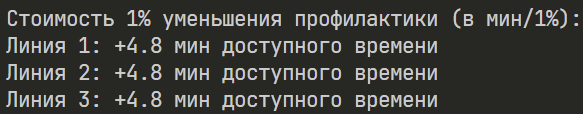 Стоимость 1% уменьшения профилактики (в мин/1%):
Линия 1: +4.8 мин доступного времени
Линия 2: +4.8 мин доступного времени
Линия 3: +4.8 мин доступного времени